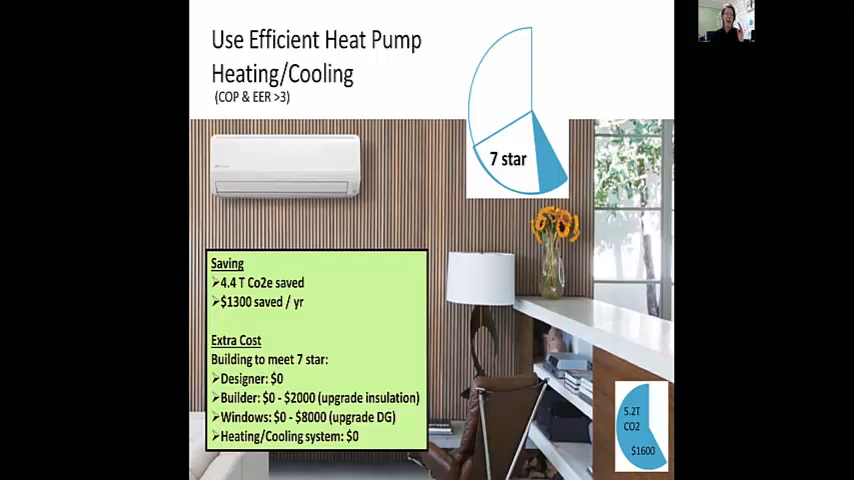 Use Efficient Heat Pump
Heating/Cooling
(COP & EER >3)
7 star
Saving
➢4.4 T Co2e saved
➢$1300 saved / yr
Extra Cost
Building to meet 7 star:
➢Designer: $0
➢Builder: $0 - $2000 (upgrade insulation)
➢Windows: $0 - $8000 (upgrade DG)
➢Heating/Cooling system: $0
5.2T
CO2
$1600